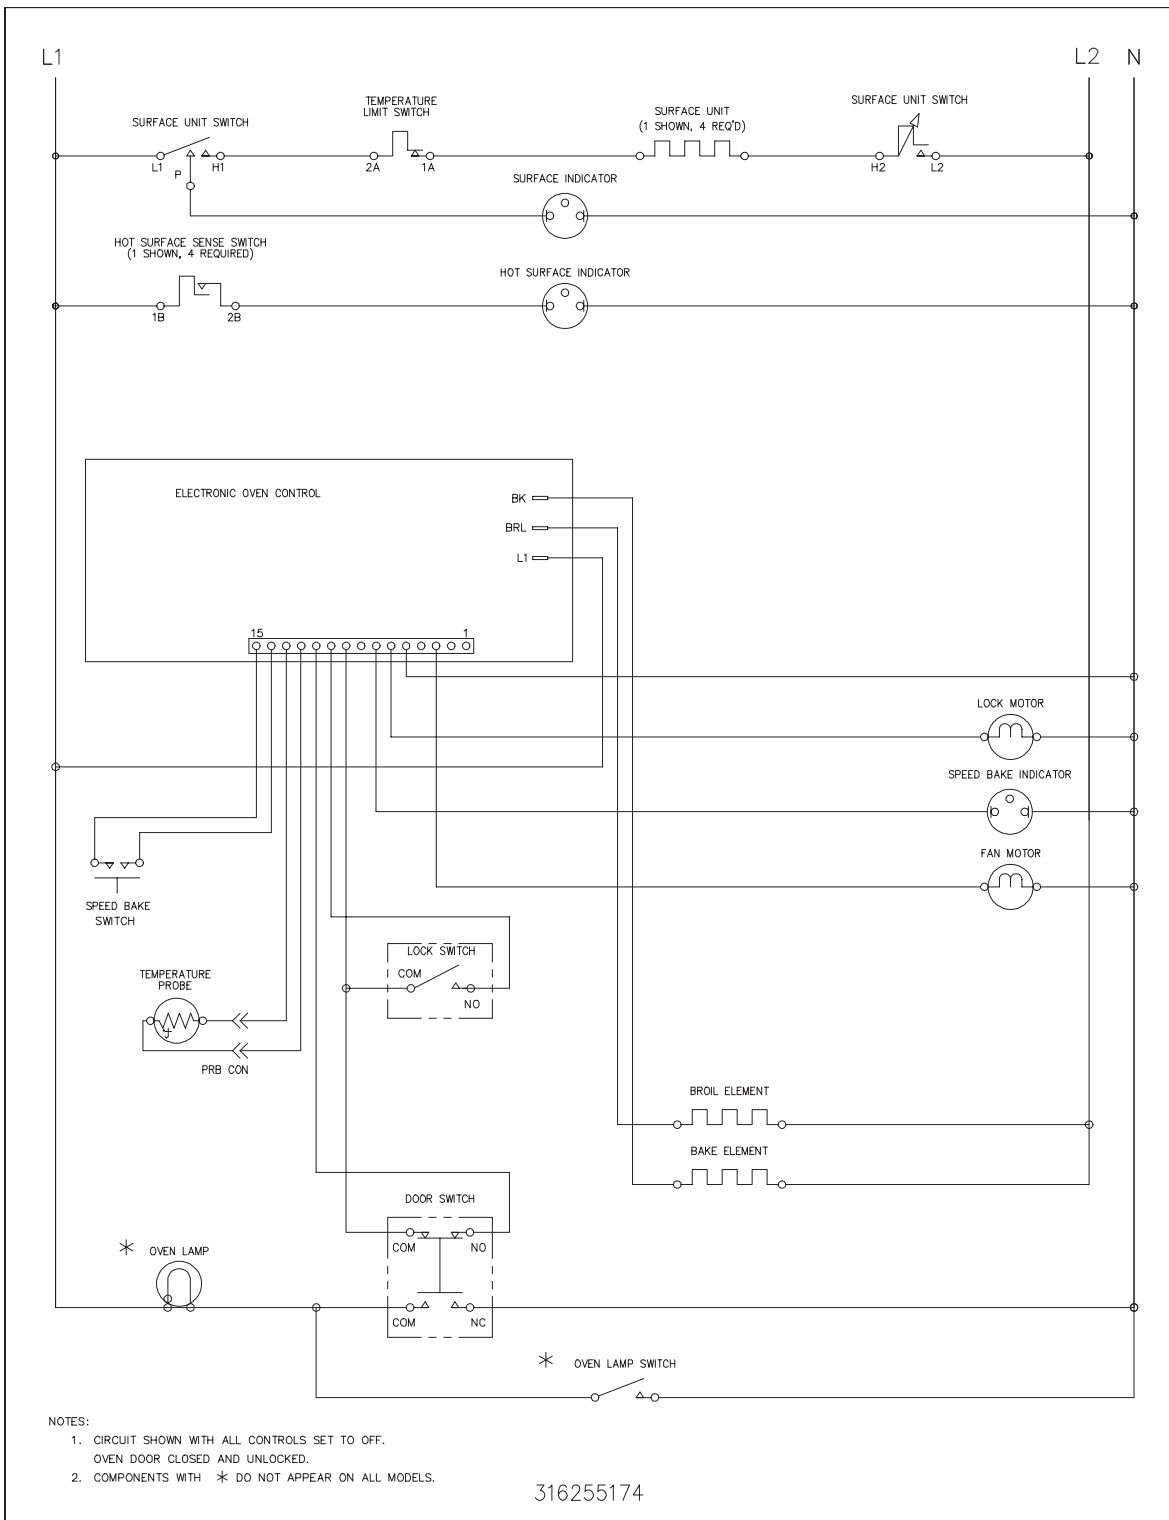 L1
L2 N
SURFACE UNIT SWITCH
TEMPERATURE
LIMIT SWITCH
SURFACE UNIT
(1 SHOWN, 4 REQ'D)
SURFACE UNIT SWITCH
L1
P
H1
2A
1A
H2
L2
SURFACE INDICATOR
HOT SURFACE SENSE SWITCH
(1 SHOWN, 4 REQUIRED)
HOT SURFACE INDICATOR
1B
2B
ELECTRONIC OVEN CONTROL
BK
BRL
L1
15
1
LOCK MOTOR
SPEED BAKE INDICATOR
FAN MOTOR
SPEED BAKE
SWITCH
LOCK SWITCH
COM
NO
TEMPERATURE
PROBE
PRB CON
BROIL ELEMENT
BAKE ELEMENT
DOOR SWITCH
COM
NO
* OVEN LAMP
COM
NC
* OVEN LAMP SWITCH
NOTES:
1. CIRCUIT SHOWN WITH ALL CONTROLS SET TO OFF.
OVEN DOOR CLOSED AND UNLOCKED.
2. COMPONENTS WITH * DO NOT APPEAR ON ALL MODELS.
316255174